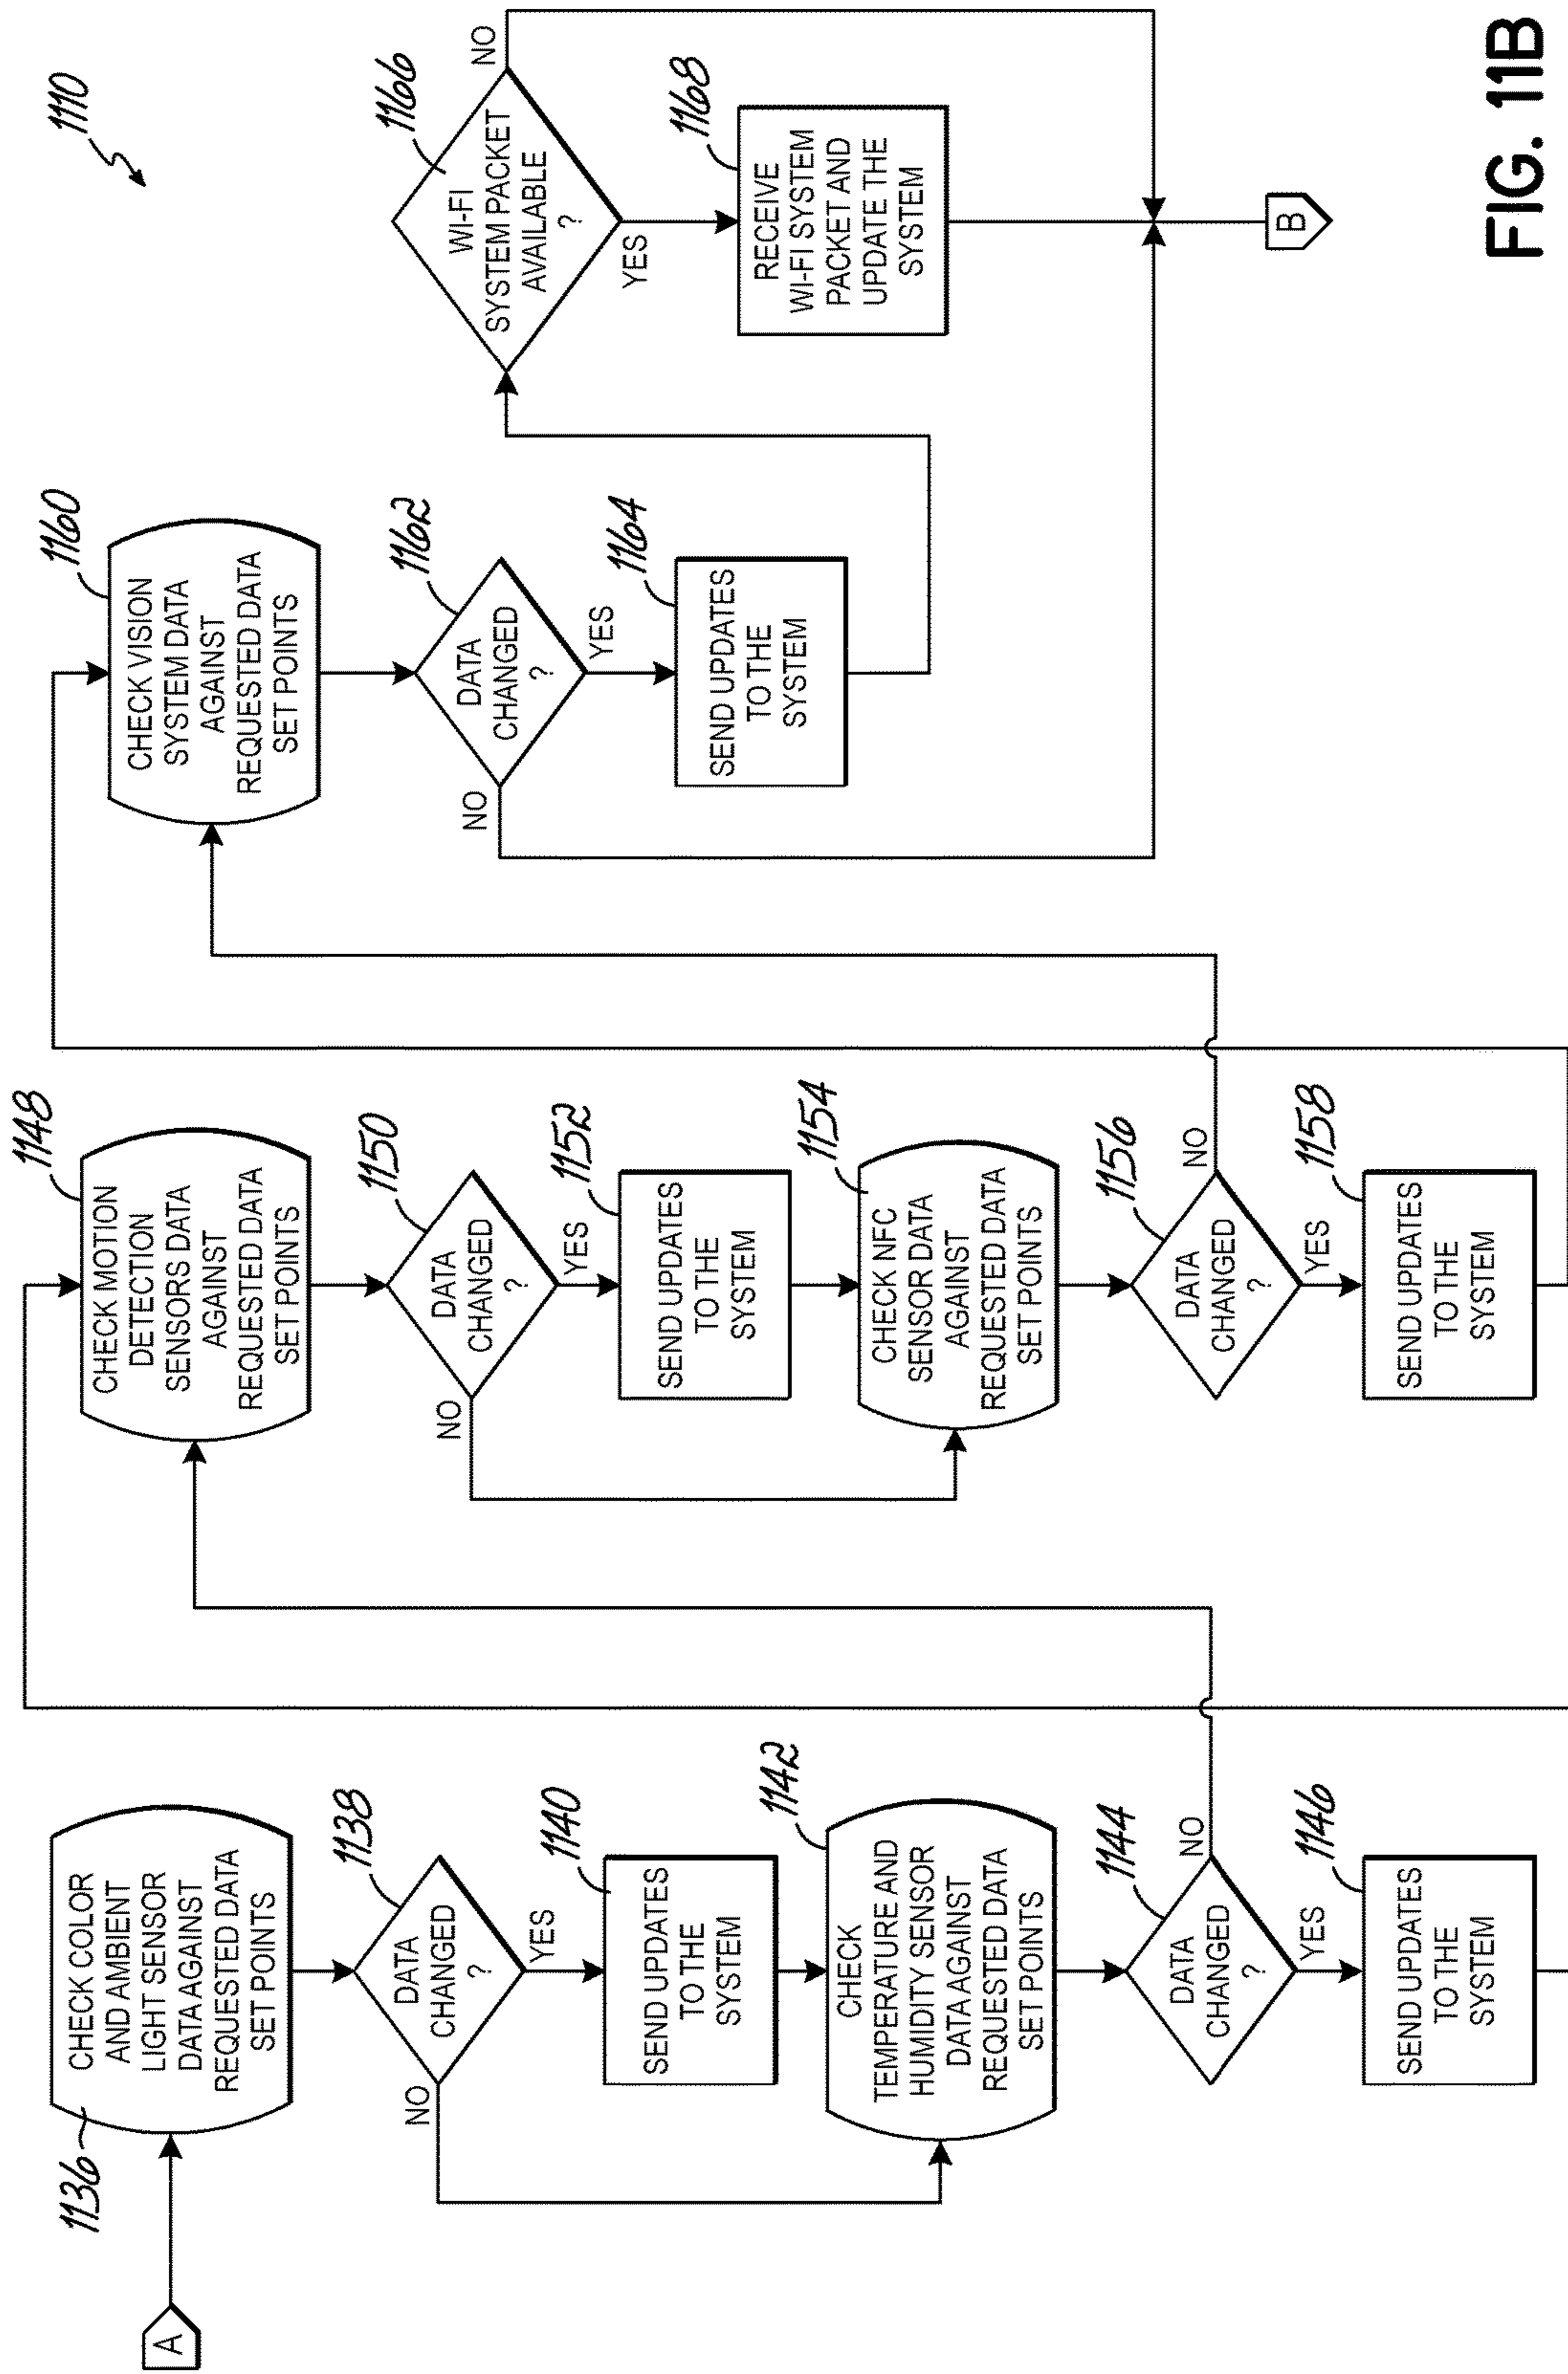 1110
A
1136
CHECK COLOR
AND AMBIENT
LIGHT SENSOR
DATA AGAINST
REQUESTED DATA
SET POINTS
1138
DATA
CHANGED
?
NO
YES
1140
SEND UPDATES
TO THE
SYSTEM
1142
CHECK
TEMPERATURE AND
HUMIDITY SENSOR
DATA AGAINST
REQUESTED DATA
SET POINTS
1144
DATA
CHANGED
?
NO
YES
1146
SEND UPDATES
TO THE
SYSTEM
1148
CHECK MOTION
DETECTION
SENSORS DATA
AGAINST
REQUESTED DATA
SET POINTS
1150
DATA
CHANGED
?
NO
YES
1152
SEND UPDATES
TO THE
SYSTEM
1154
CHECK NFC
SENSOR DATA
AGAINST
REQUESTED DATA
SET POINTS
1156
DATA
CHANGED
?
NO
YES
1158
SEND UPDATES
TO THE
SYSTEM
1160
CHECK VISION
SYSTEM DATA
AGAINST
REQUESTED DATA
SET POINTS
1162
DATA
CHANGED
?
NO
YES
1164
SEND UPDATES
TO THE
SYSTEM
1166
WI-FI
SYSTEM PACKET
AVAILABLE
?
NO
YES
1168
RECEIVE
WI-FI SYSTEM
PACKET AND
UPDATE THE
SYSTEM
B
FIG. 11B